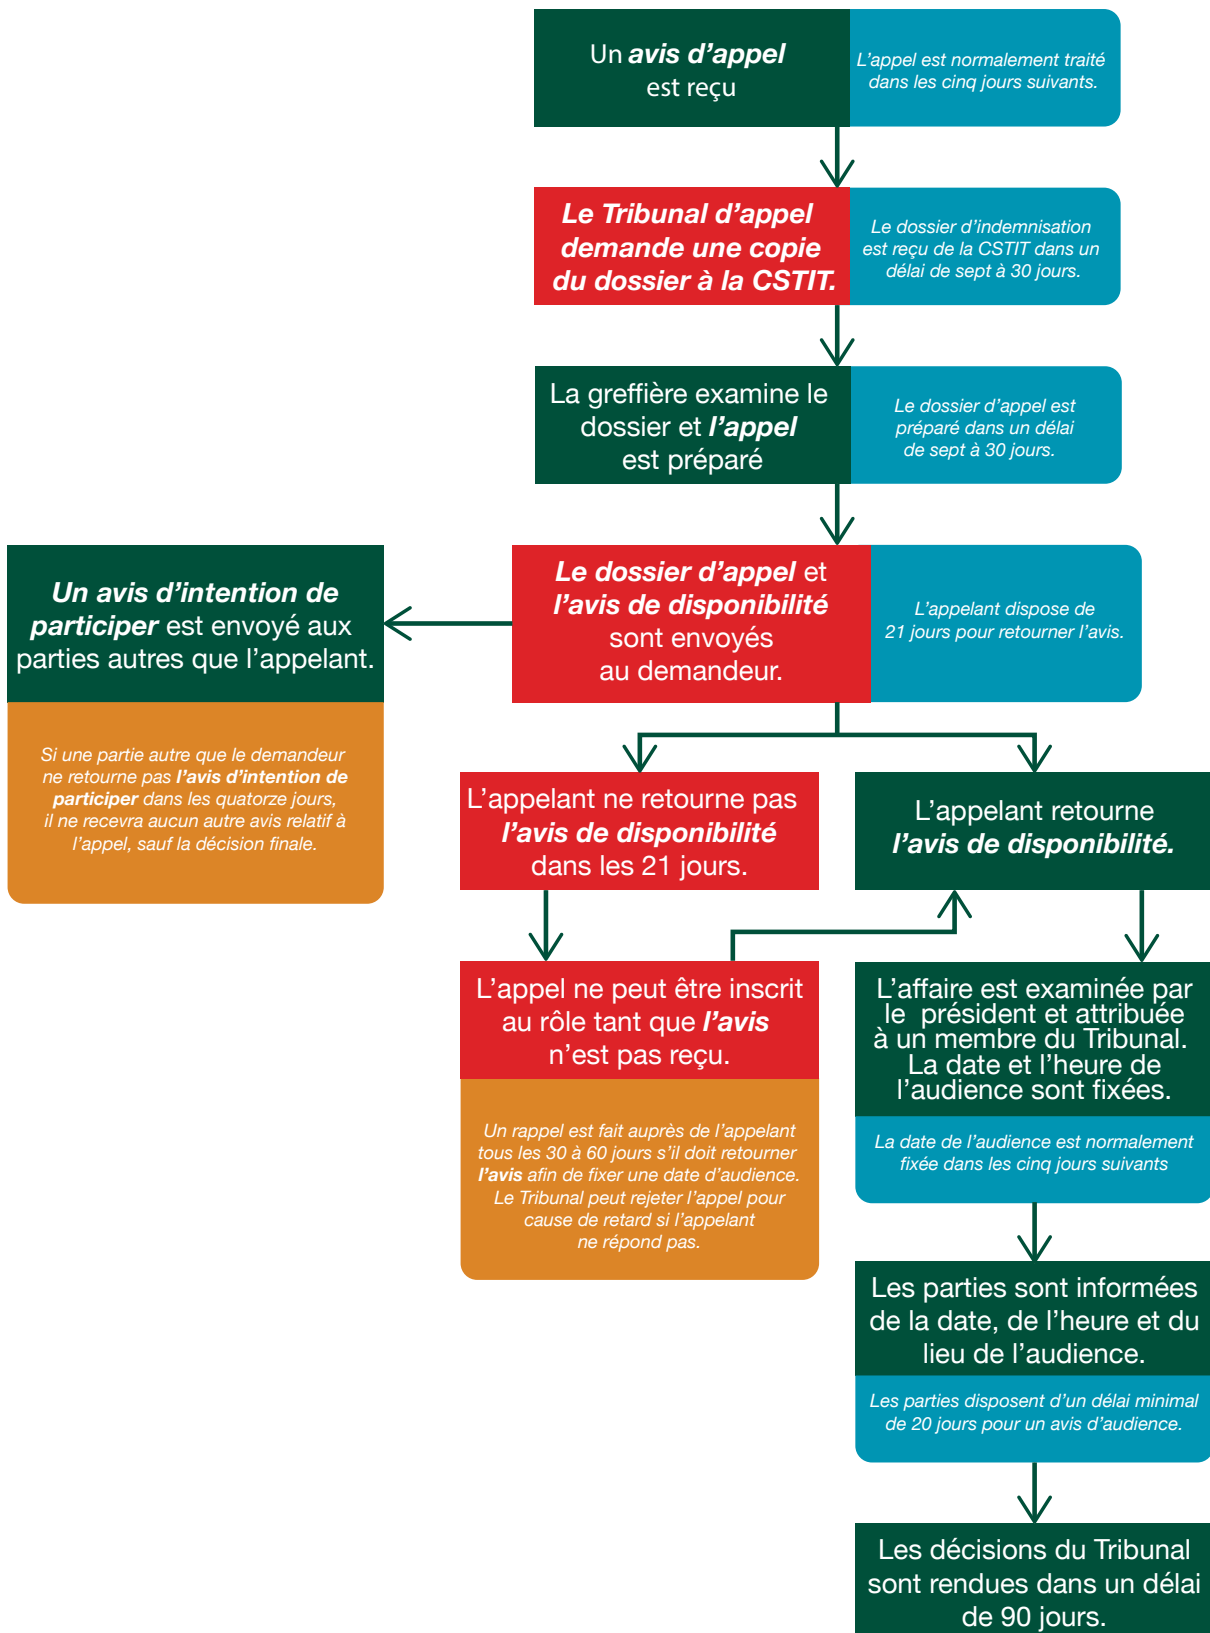 Un avis d’appel
est reçu
L’appel est normalement traité
dans les cinq jours suivants.
Le Tribunal d’appel
demande une copie
du dossier à la CSTIT.
Le dossier d’indemnisation
est reçu de la CSTIT dans un
délai de sept à 30 jours.
La greffière examine le
dossier et l’appel
est préparé
Le dossier d’appel est
préparé dans un délai
de sept à 30 jours.
Un avis d’intention de
participer est envoyé aux
parties autres que l’appelant.
Si une partie autre que le demandeur
ne retourne pas l’avis d’intention de
participer dans les quatorze jours,
il ne recevra aucun autre avis relatif à
l’appel, sauf la décision finale.
Le dossier d’appel et
l’avis de disponibilité
sont envoyés
au demandeur.
L’appelant dispose de
21 jours pour retourner l’avis.
L’appelant ne retourne pas
l’avis de disponibilité
dans les 21 jours.
L’appelant retourne
l’avis de disponibilité.
L’appel ne peut être inscrit
au rôle tant que l’avis
n’est pas reçu.
Un rappel est fait auprès de l’appelant
tous les 30 à 60 jours s’il doit retourner
l’avis afin de fixer une date d’audience.
Le Tribunal peut rejeter l’appel pour
cause de retard si l’appelant
ne répond pas.
L’affaire est examinée par
le président et attribuée
à un membre du Tribunal.
La date et l’heure de
l’audience sont fixées.
La date de l’audience est normalement
fixée dans les cinq jours suivants
Les parties sont informées
de la date, de l’heure et du
lieu de l’audience.
Les parties disposent d’un délai minimal
de 20 jours pour un avis d’audience.
Les décisions du Tribunal
sont rendues dans un délai
de 90 jours.